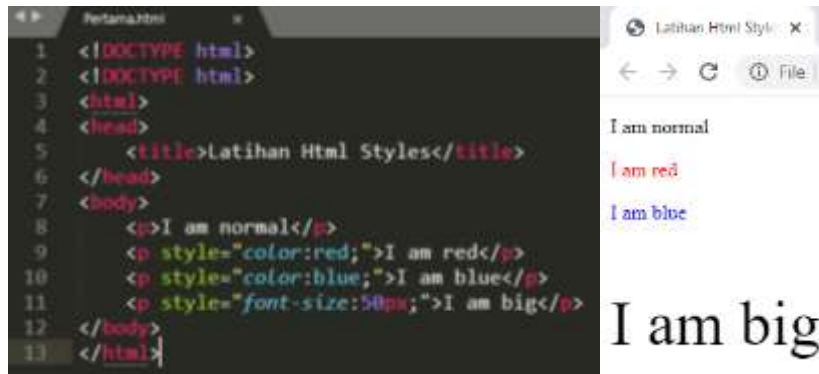 Pertama.html ×
1 <!DOCTYPE html>
2 <!DOCTYPE html>
3 <html>
4 <head>
5 <title>Latihan Html Styles</title>
6 </head>
7 <body>
8 <p>I am normal</p>
9 <p style="color:red;">I am red</p>
10 <p style="color:blue;">I am blue</p>
11 <p style="font-size:50px;">I am big</p>
12 </body>
13 </html>
Latihan Html Style ×
File
I am normal
I am red
I am blue
I am big